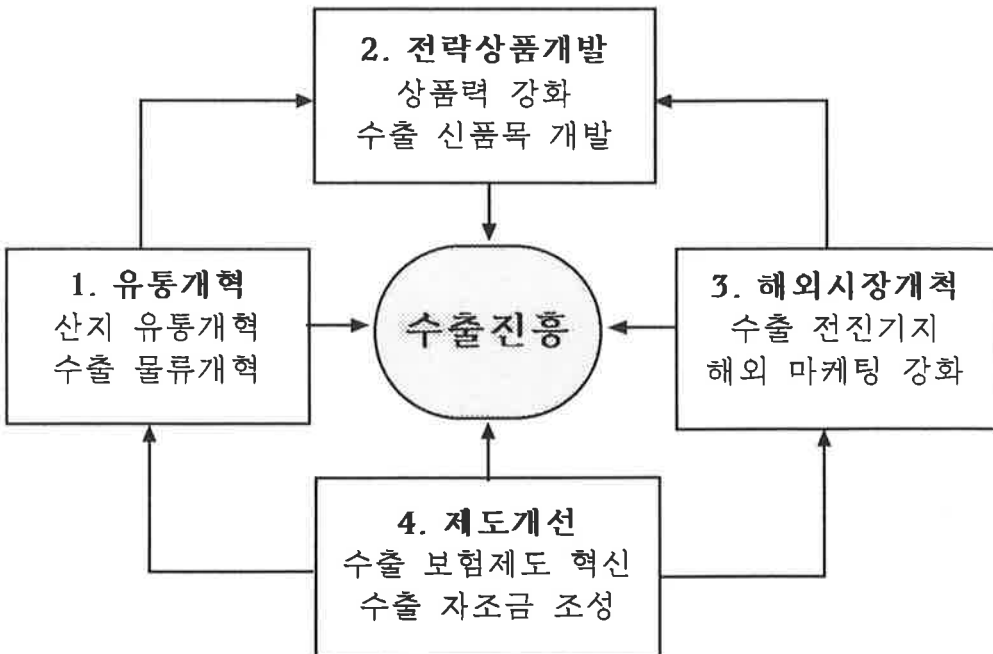 2. 전략상품개발
상품력 강화
수출 신품목 개발
1. 유통개혁
산지 유통개혁
수출 물류개혁
수출진흥
3. 해외시장개척
수출 전진기지
해외 마케팅 강화
4. 제도개선
수출 보험제도 혁신
수출 자조금 조성